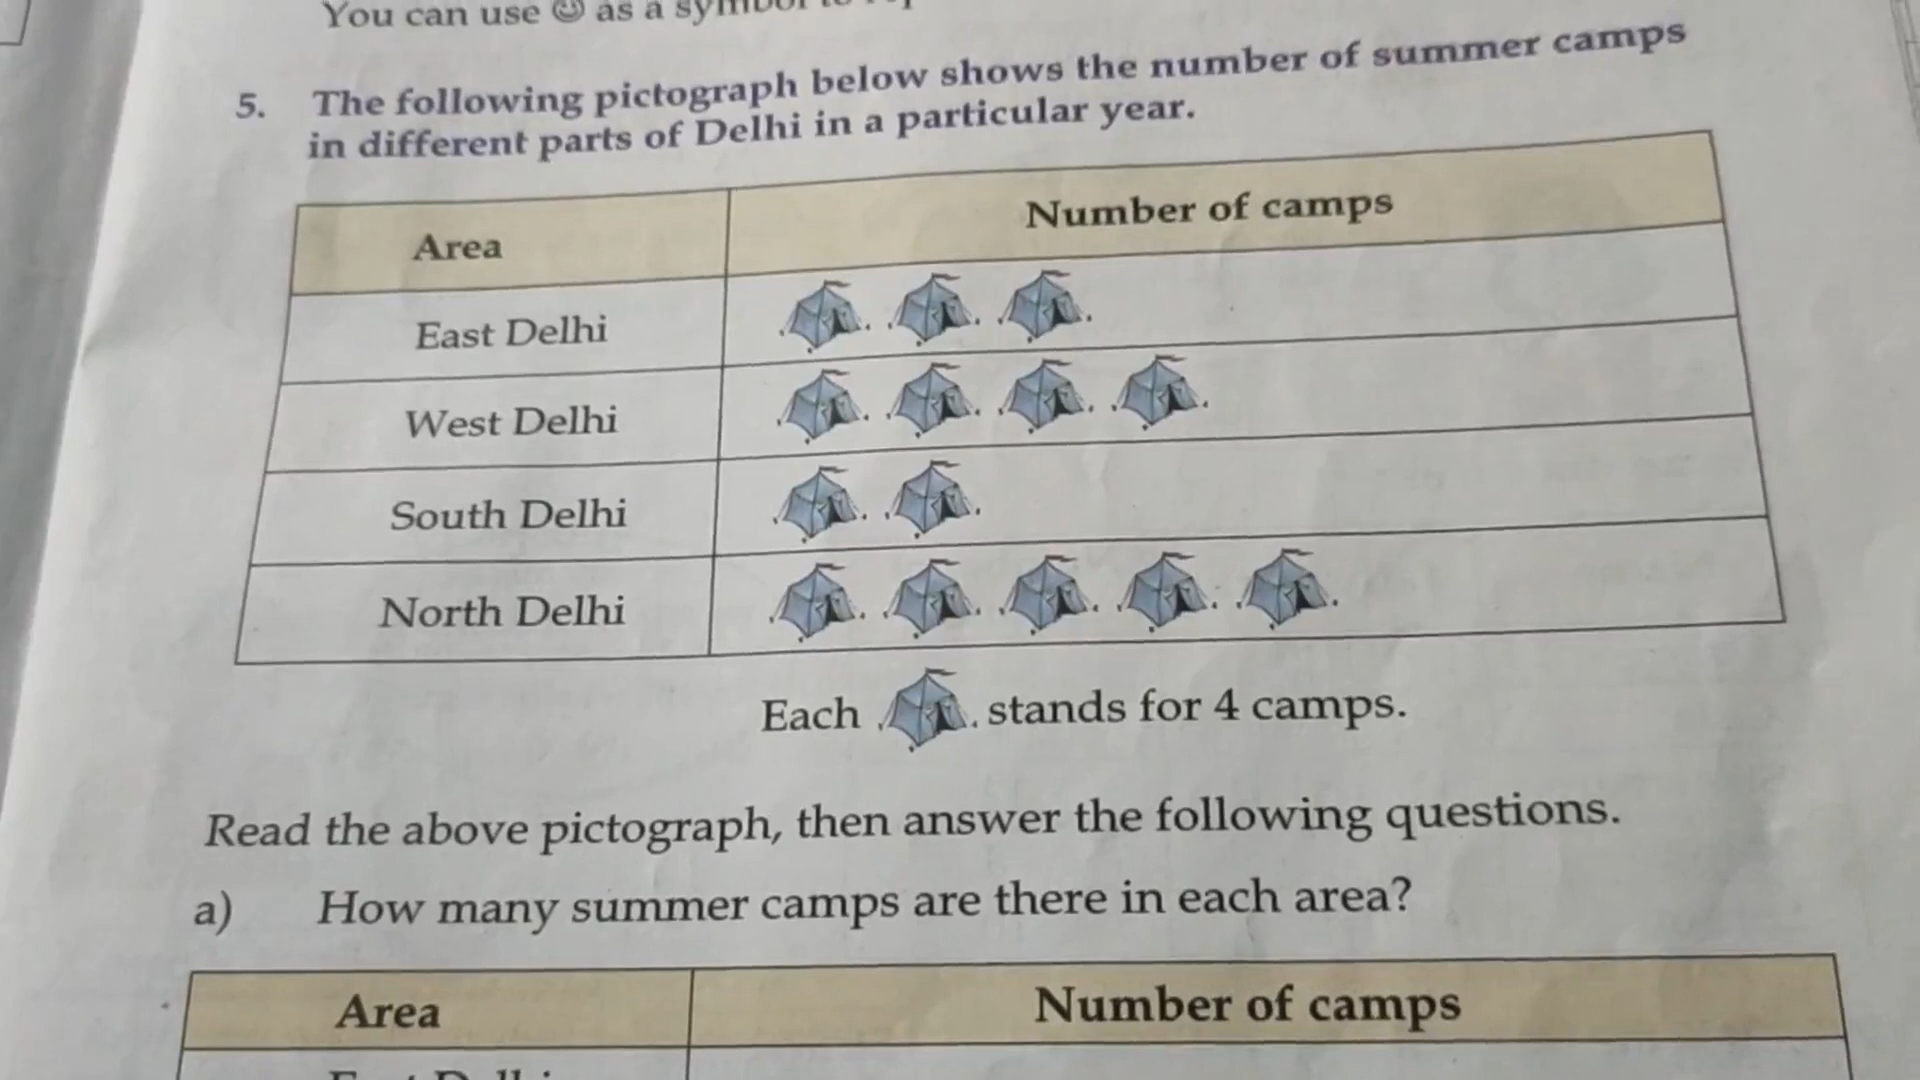 You can use as a
5. The following pictograph below shows the number of summer camps
in different parts of Delhi in a particular year.
Area Number of camps
East Delhi
West Delhi
South Delhi
North Delhi
Each stands for 4 camps.
Read the above pictograph, then answer the following questions.
a) How many summer camps are there in each area?
Area Number of camps